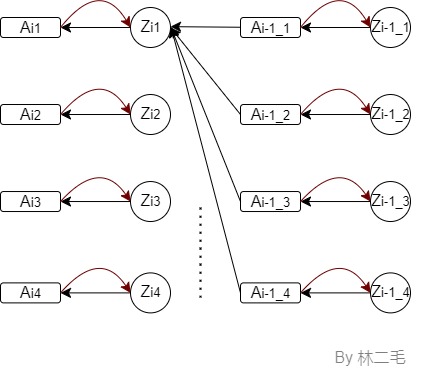 Ai1 Zi1 Ai-1_1 Zi-1_1
Ai2 Zi2 Ai-1_2 Zi-1_2
Ai3 Zi3 Ai-1_3 Zi-1_3
Ai4 Zi4 Ai-1_4 Zi-1_4
By 林二毛